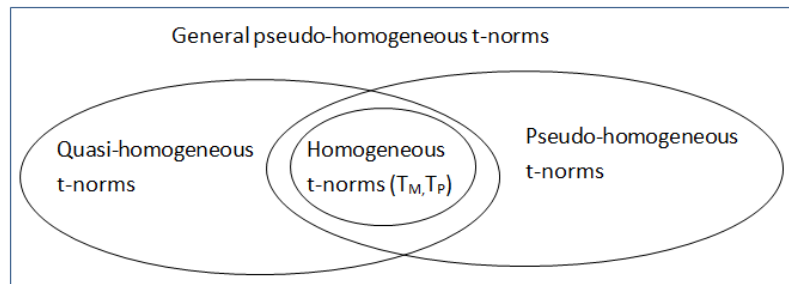 General pseudo-homogeneous t-norms
Quasi-homogeneous
t-norms
Homogeneous
t-norms (TM,TP)
Pseudo-homogeneous
t-norms